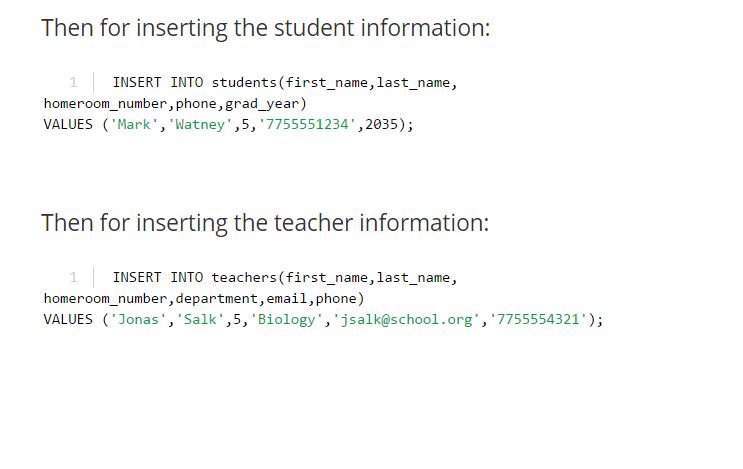 Then for inserting the student information:
1 INSERT INTO students(first_name,last_name,
homeroom_number,phone,grad_year)
VALUES ('Mark','Watney',5,'7755551234',2035);
Then for inserting the teacher information:
1 INSERT INTO teachers(first_name,last_name,
homeroom_number,department,email,phone)
VALUES ('Jonas','Salk',5,'Biology','jsalk@school.org','7755554321');